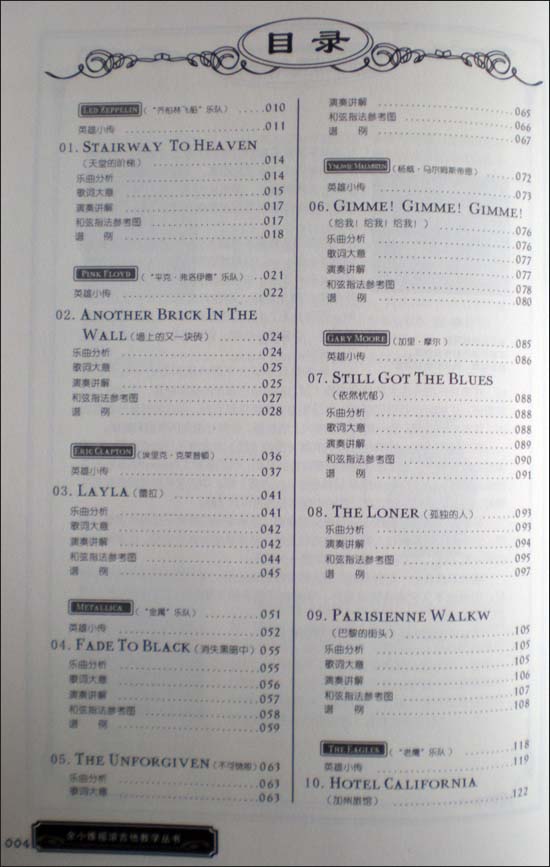 目录
LED ZEPPELIN（“齐柏林飞船”乐队）......010
英雄小传......011
01. STAIRWAY TO HEAVEN
（天堂的阶梯）......014
乐曲分析......014
歌词大意......015
演奏讲解......017
和弦指法参考图......017
谱 例......018
PINK FLOYD（“平克·弗洛伊德”乐队）..021
英雄小传......022
02. ANOTHER BRICK IN THE
WALL（墙上的又一块砖）......024
乐曲分析......024
歌词大意......025
演奏讲解......025
和弦指法参考图......027
谱 例......028
ERIC CLAPTON（埃里克·克莱普顿）......036
英雄小传......037
03. LAYLA（蕾拉）......041
乐曲分析......041
歌词大意......042
演奏讲解......042
和弦指法参考图......044
谱 例......045
METALLICA（“金属”乐队）......051
英雄小传......052
04. FADE TO BLACK（消失黑暗中）055
乐曲分析......055
歌词大意......056
演奏讲解......057
和弦指法参考图......058
谱 例......059
05. THE UNFORGIVEN（不可饶恕）063
乐曲分析......063
歌词大意......063
演奏讲解......065
和弦指法参考图......066
谱 例......067
YNGWIE MALMSTEEN（杨威·马尔姆斯帝恩）......072
英雄小传......073
06. GIMME! GIMME! GIMME!
（给我！给我！给我！）......076
乐曲分析......076
歌词大意......077
演奏讲解......077
和弦指法参考图......078
谱 例......080
GARY MOORE（加里·摩尔）......085
英雄小传......086
07. STILL GOT THE BLUES
（依然忧郁）......088
乐曲分析......088
歌词大意......088
演奏讲解......089
和弦指法参考图......090
谱 例......091
08. THE LONER（孤独的人）......093
乐曲分析......093
演奏讲解......094
和弦指法参考图......095
谱 例......097
09. PARISIENNE WALKW
（巴黎的街头）......105
乐曲分析......105
歌词大意......105
演奏讲解......106
和弦指法参考图......107
谱 例......108
THE EAGLES（“老鹰”乐队）......118
英雄小传......119
10. HOTEL CALIFORNIA
（加州旅馆）......122
004
金小维摇滚吉他教学丛书